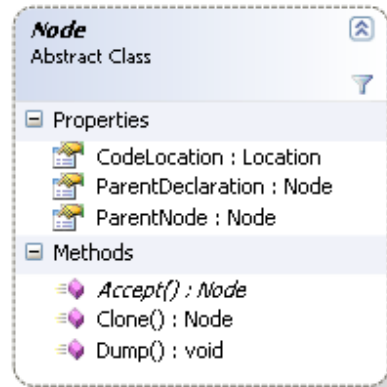 Node
Abstract Class
Properties
CodeLocation : Location
ParentDeclaration : Node
ParentNode : Node
Methods
Accept() : Node
Clone() : Node
Dump() : void